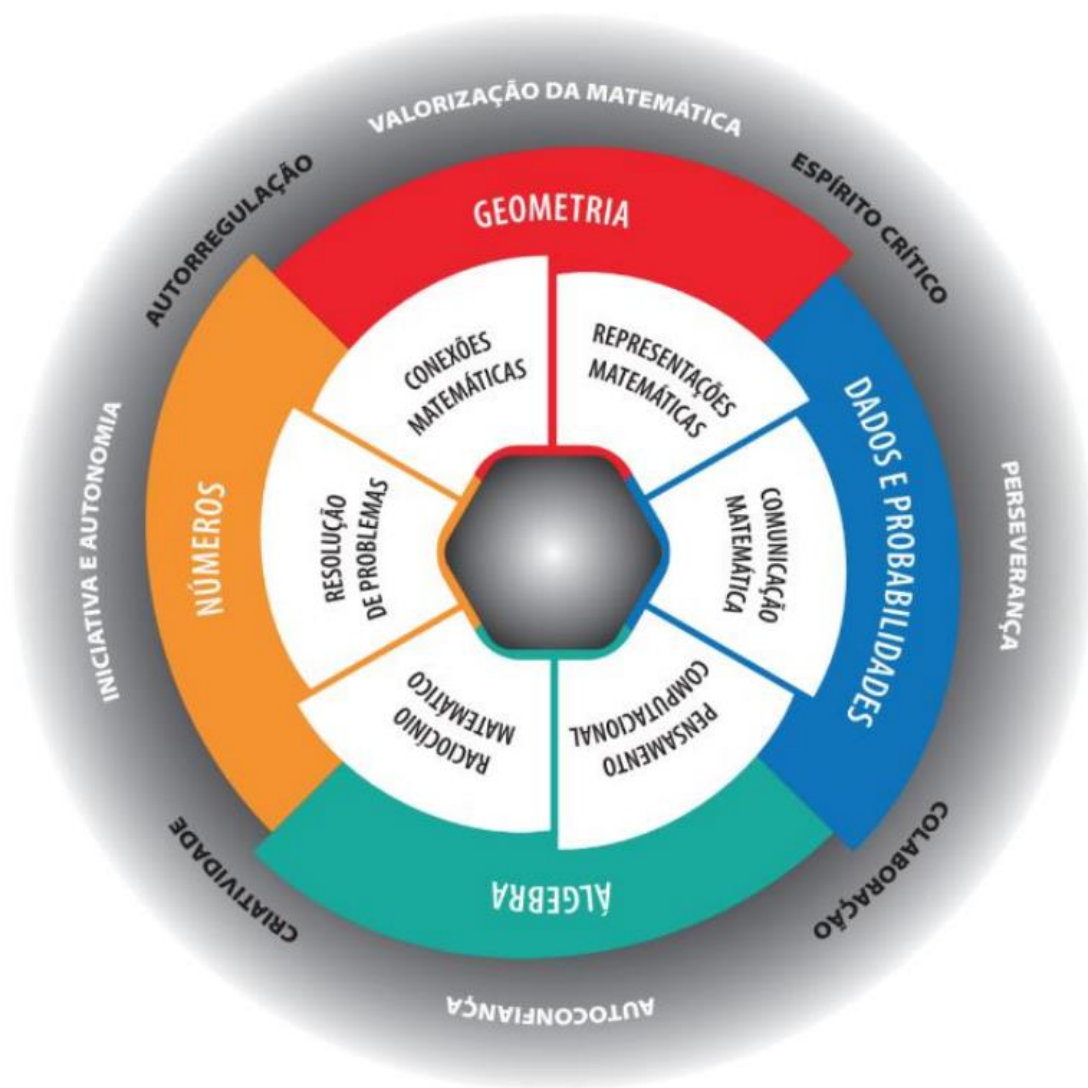 VALORIZAÇÃO DA MATEMÁTICA
ESPÍRITO CRÍTICO
PERSEVERANÇA
COLABORAÇÃO
AUTOCONFIANÇA
CRIATIVIDADE
INICIATIVA E AUTONOMIA
AUTORREGULAÇÃO
GEOMETRIA
DADOS E PROBABILIDADES
ÁLGEBRA
NÚMEROS
CONEXÕES
MATEMÁTICAS
REPRESENTAÇÕES
MATEMÁTICAS
COMUNICAÇÃO
MATEMÁTICA
PENSAMENTO
COMPUTACIONAL
RACIOCÍNIO
MATEMÁTICO
RESOLUÇÃO
DE PROBLEMAS